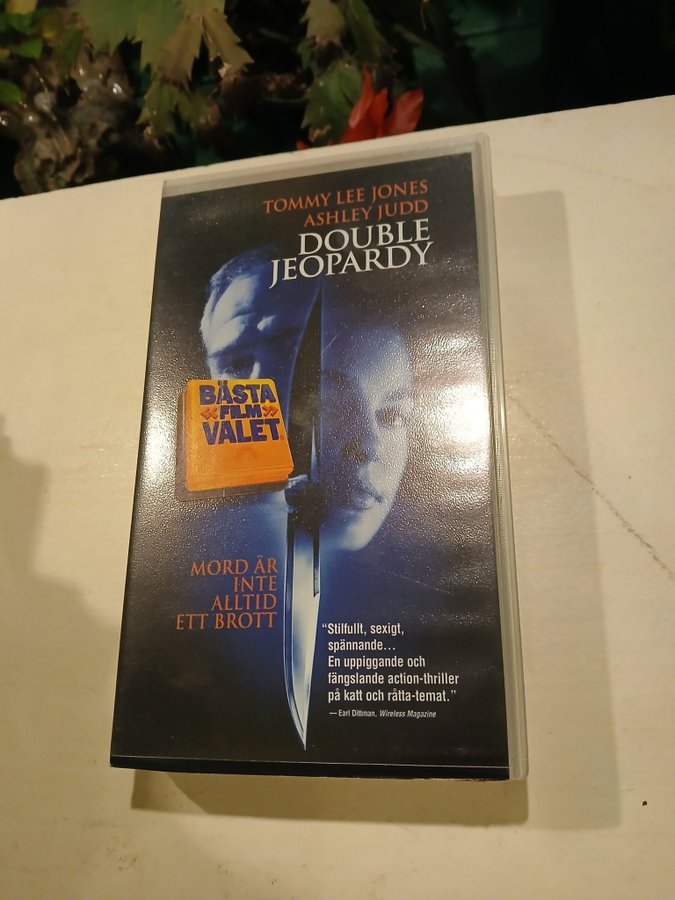 TOMMY LEE JONES
ASHLEY JUDD
DOUBLE
JEOPARDY
BÄSTA
«FILM»
VALET
MORD ÄR
INTE
ALLTID
ETT BROTT
"Stilfullt, sexigt,
spännande...
En uppiggande och
fängslande action-thriller
på katt och råtta-temat."
— Earl Dittman, Wireless Magazine